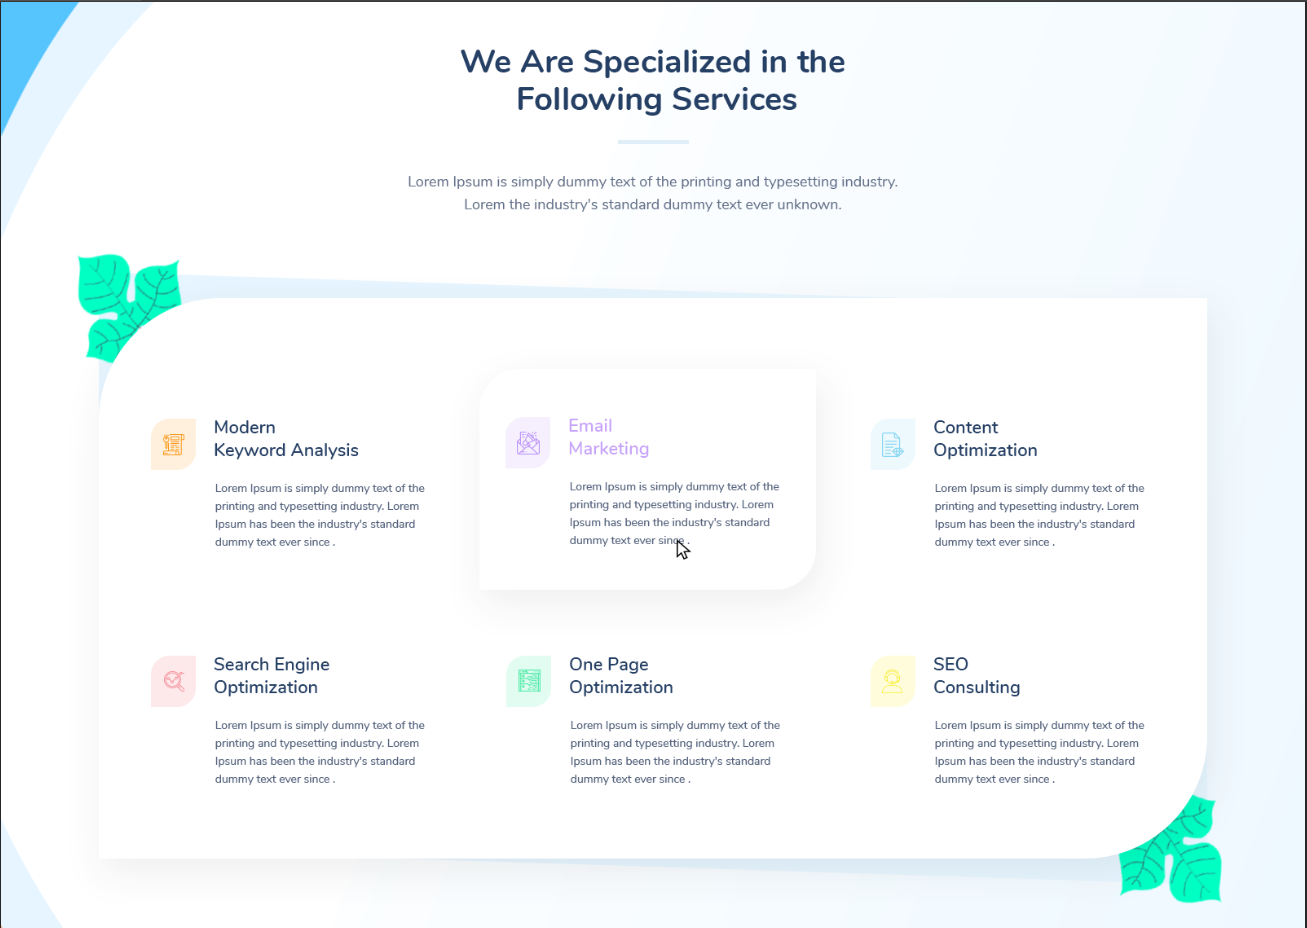 We Are Specialized in the
Following Services
Lorem Ipsum is simply dummy text of the printing and typesetting industry.
Lorem the industry's standard dummy text ever unknown.
Modern
Keyword Analysis
Lorem Ipsum is simply dummy text of the
printing and typesetting industry. Lorem
Ipsum has been the industry's standard
dummy text ever since .
Email
Marketing
Lorem Ipsum is simply dummy text of the
printing and typesetting industry. Lorem
Ipsum has been the industry's standard
dummy text ever since .
Content
Optimization
Lorem Ipsum is simply dummy text of the
printing and typesetting industry. Lorem
Ipsum has been the industry's standard
dummy text ever since .
Search Engine
Optimization
Lorem Ipsum is simply dummy text of the
printing and typesetting industry. Lorem
Ipsum has been the industry's standard
dummy text ever since .
One Page
Optimization
Lorem Ipsum is simply dummy text of the
printing and typesetting industry. Lorem
Ipsum has been the industry's standard
dummy text ever since .
SEO
Consulting
Lorem Ipsum is simply dummy text of the
printing and typesetting industry. Lorem
Ipsum has been the industry's standard
dummy text ever since .